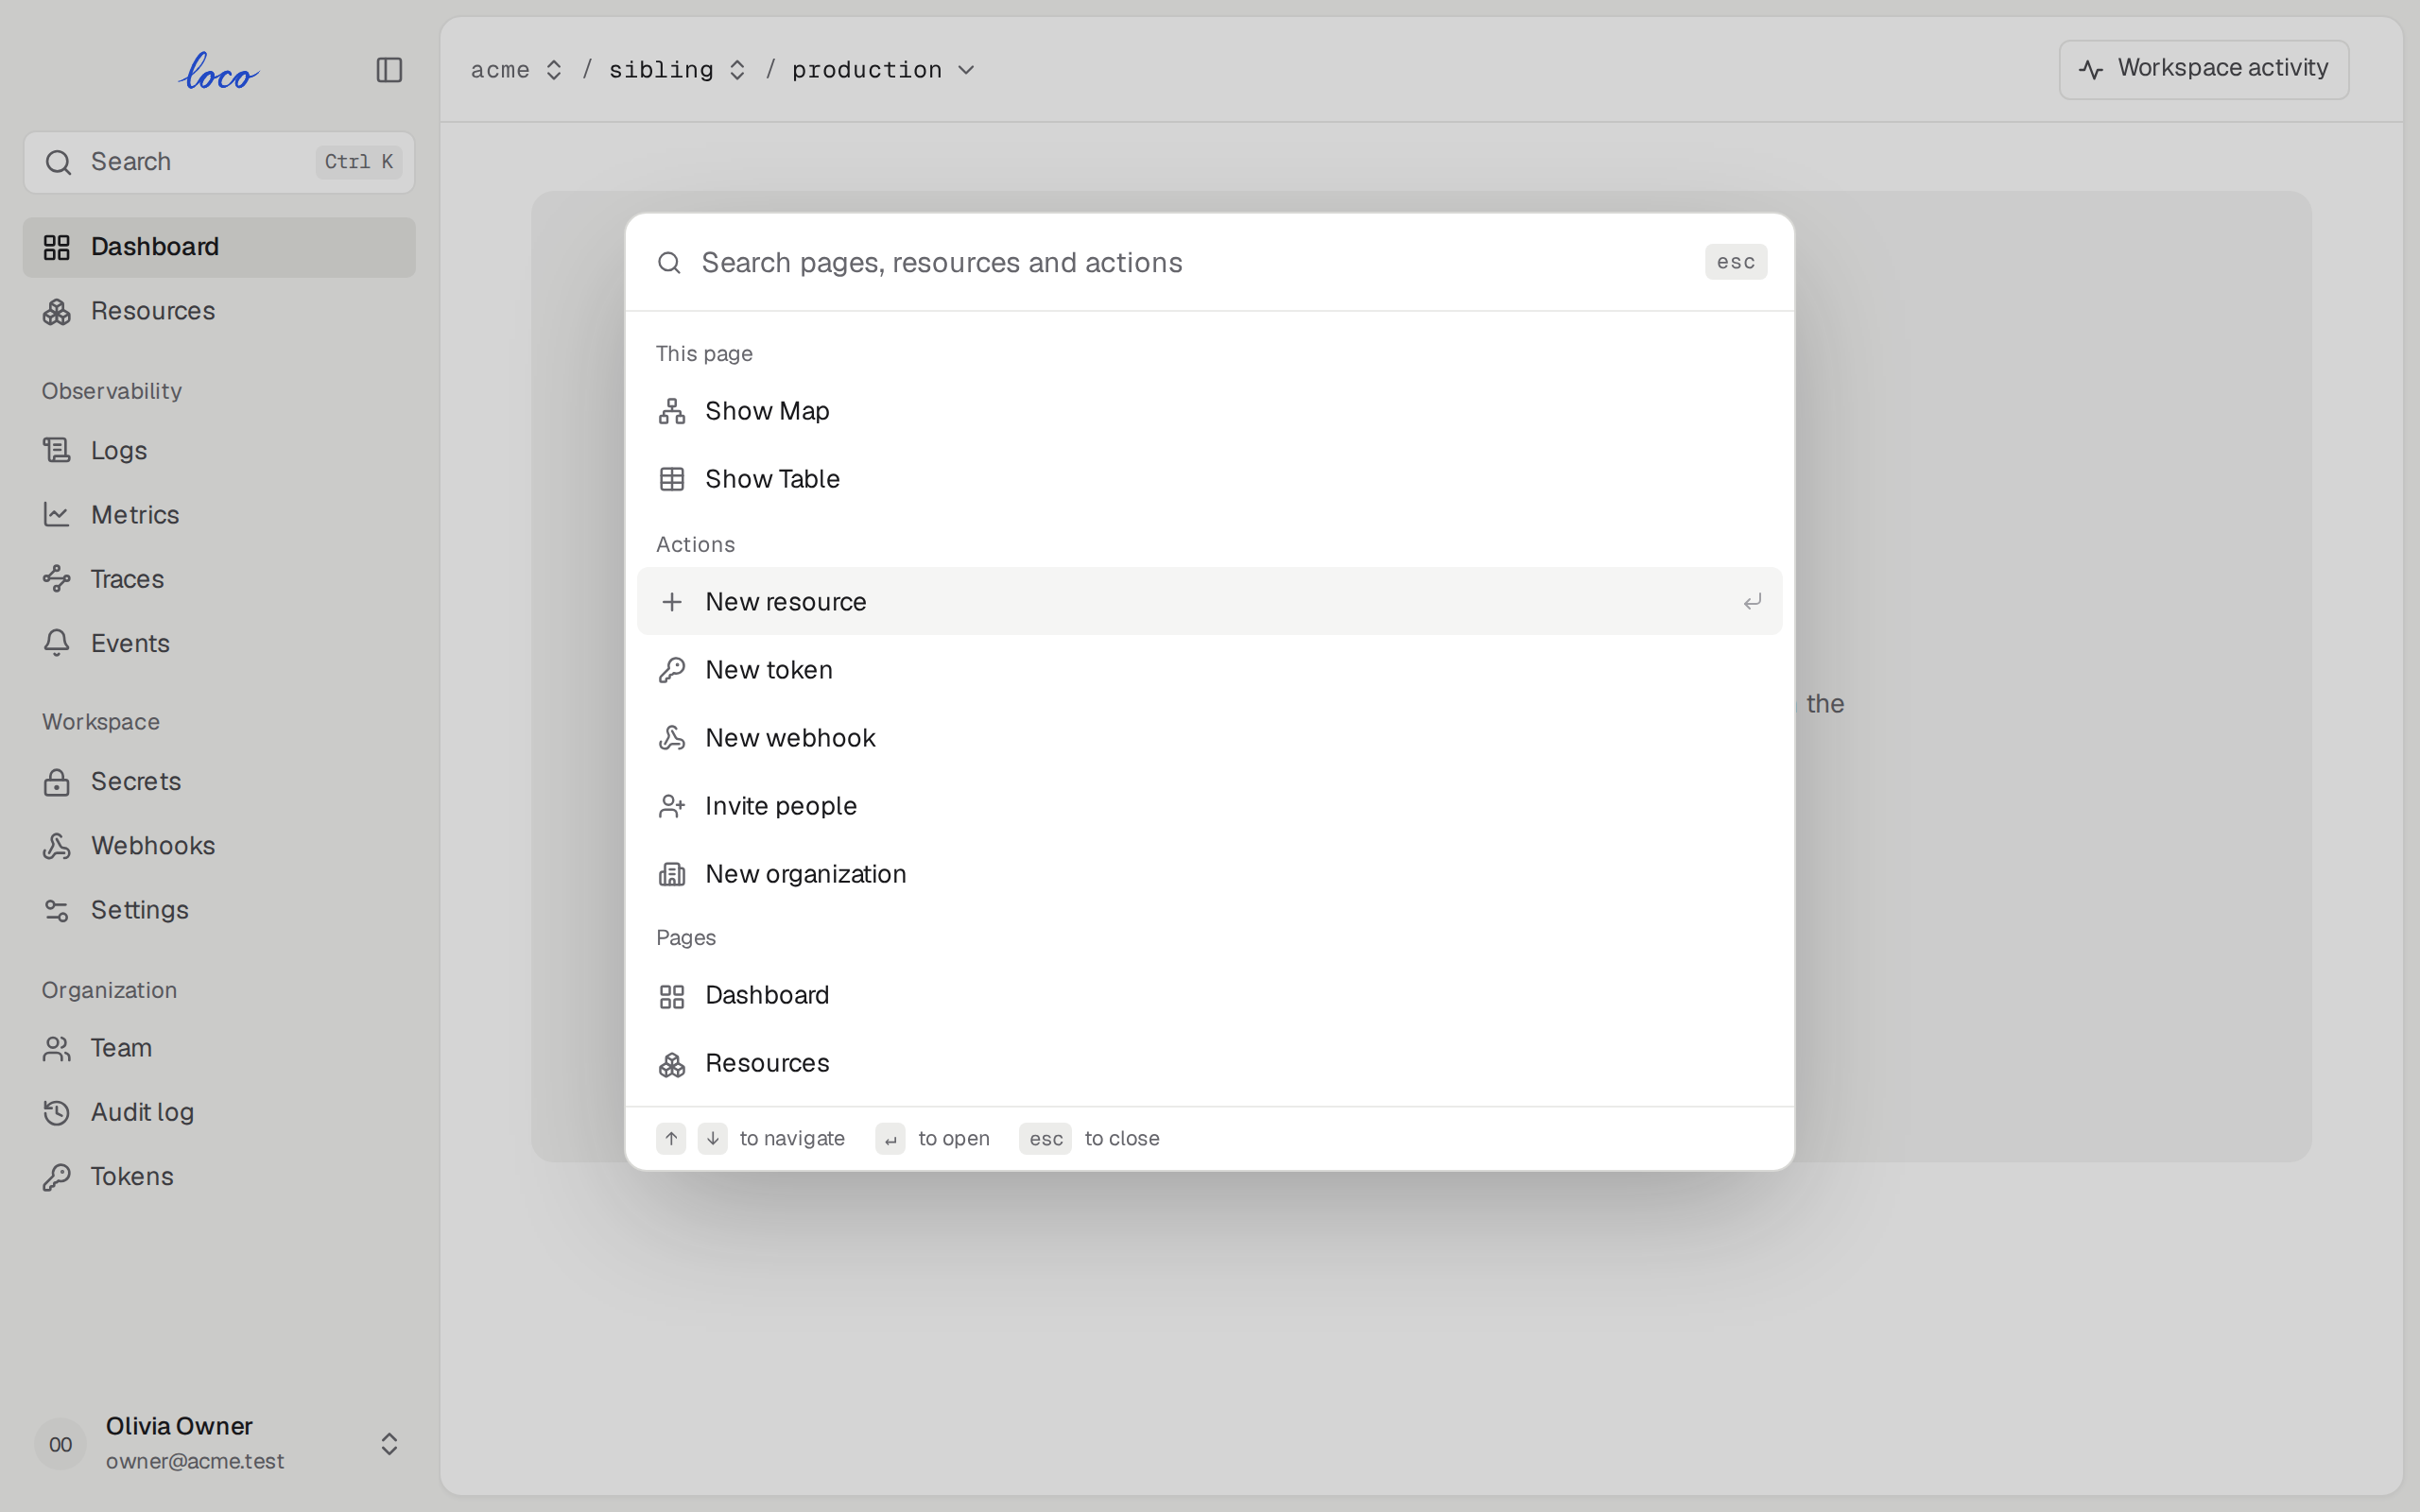 loco
acme / sibling / production
Workspace activity
Search Ctrl K
Dashboard
Resources
Observability
Logs
Metrics
Traces
Events
Workspace
Secrets
Webhooks
Settings
Organization
Team
Audit log
Tokens
OO Olivia Owner
owner@acme.test
Search pages, resources and actions esc
This page
Show Map
Show Table
Actions
New resource
New token
New webhook
Invite people
New organization
Pages
Dashboard
Resources
↑ ↓ to navigate ↵ to open esc to close
the